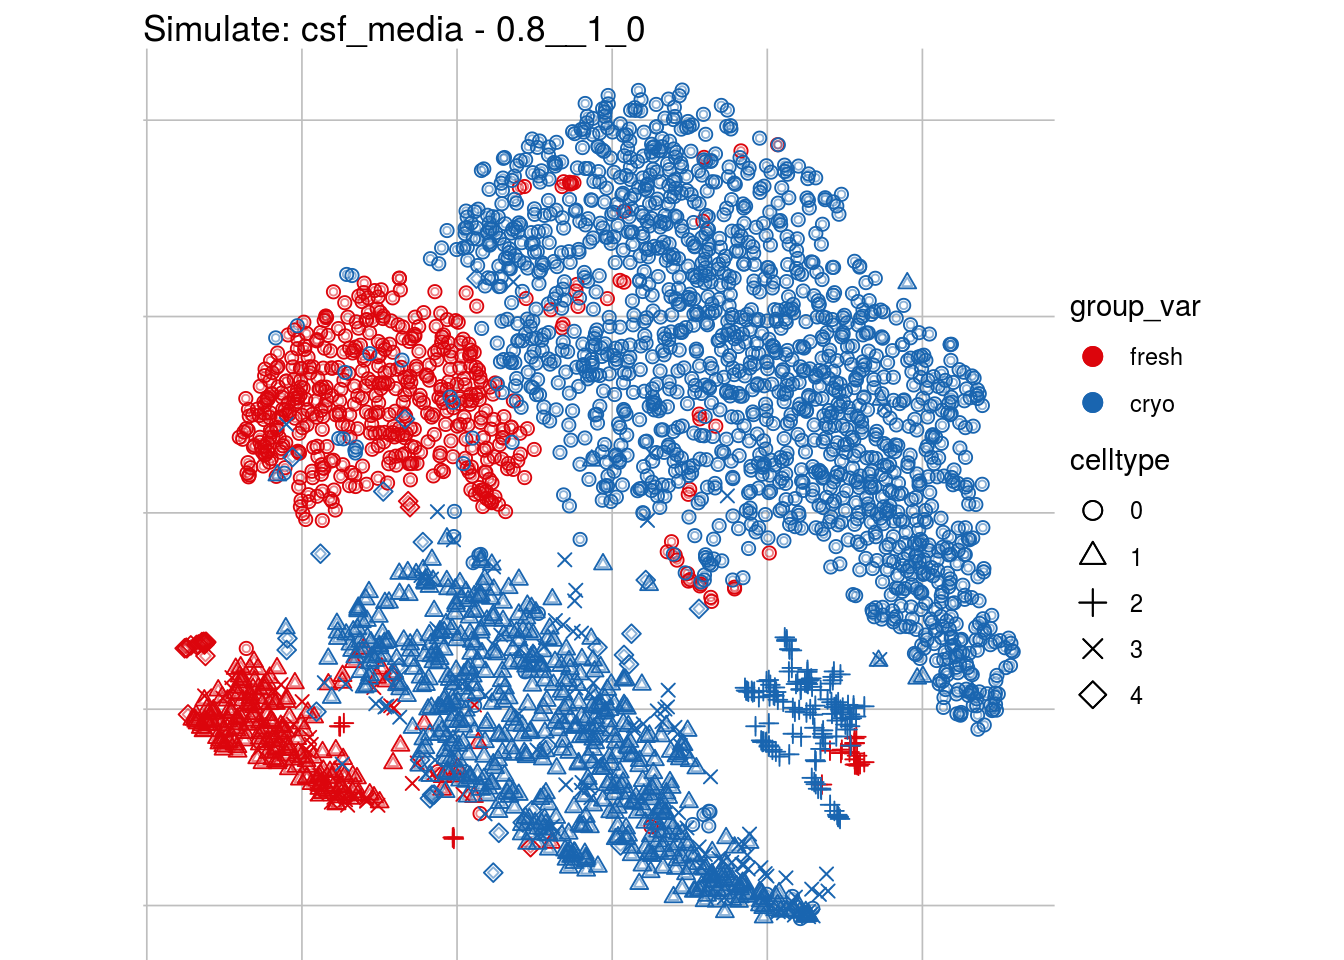 Simulate: csf_media - 0.8__1_0
group_var
fresh
cryo
celltype
0
1
2
3
4